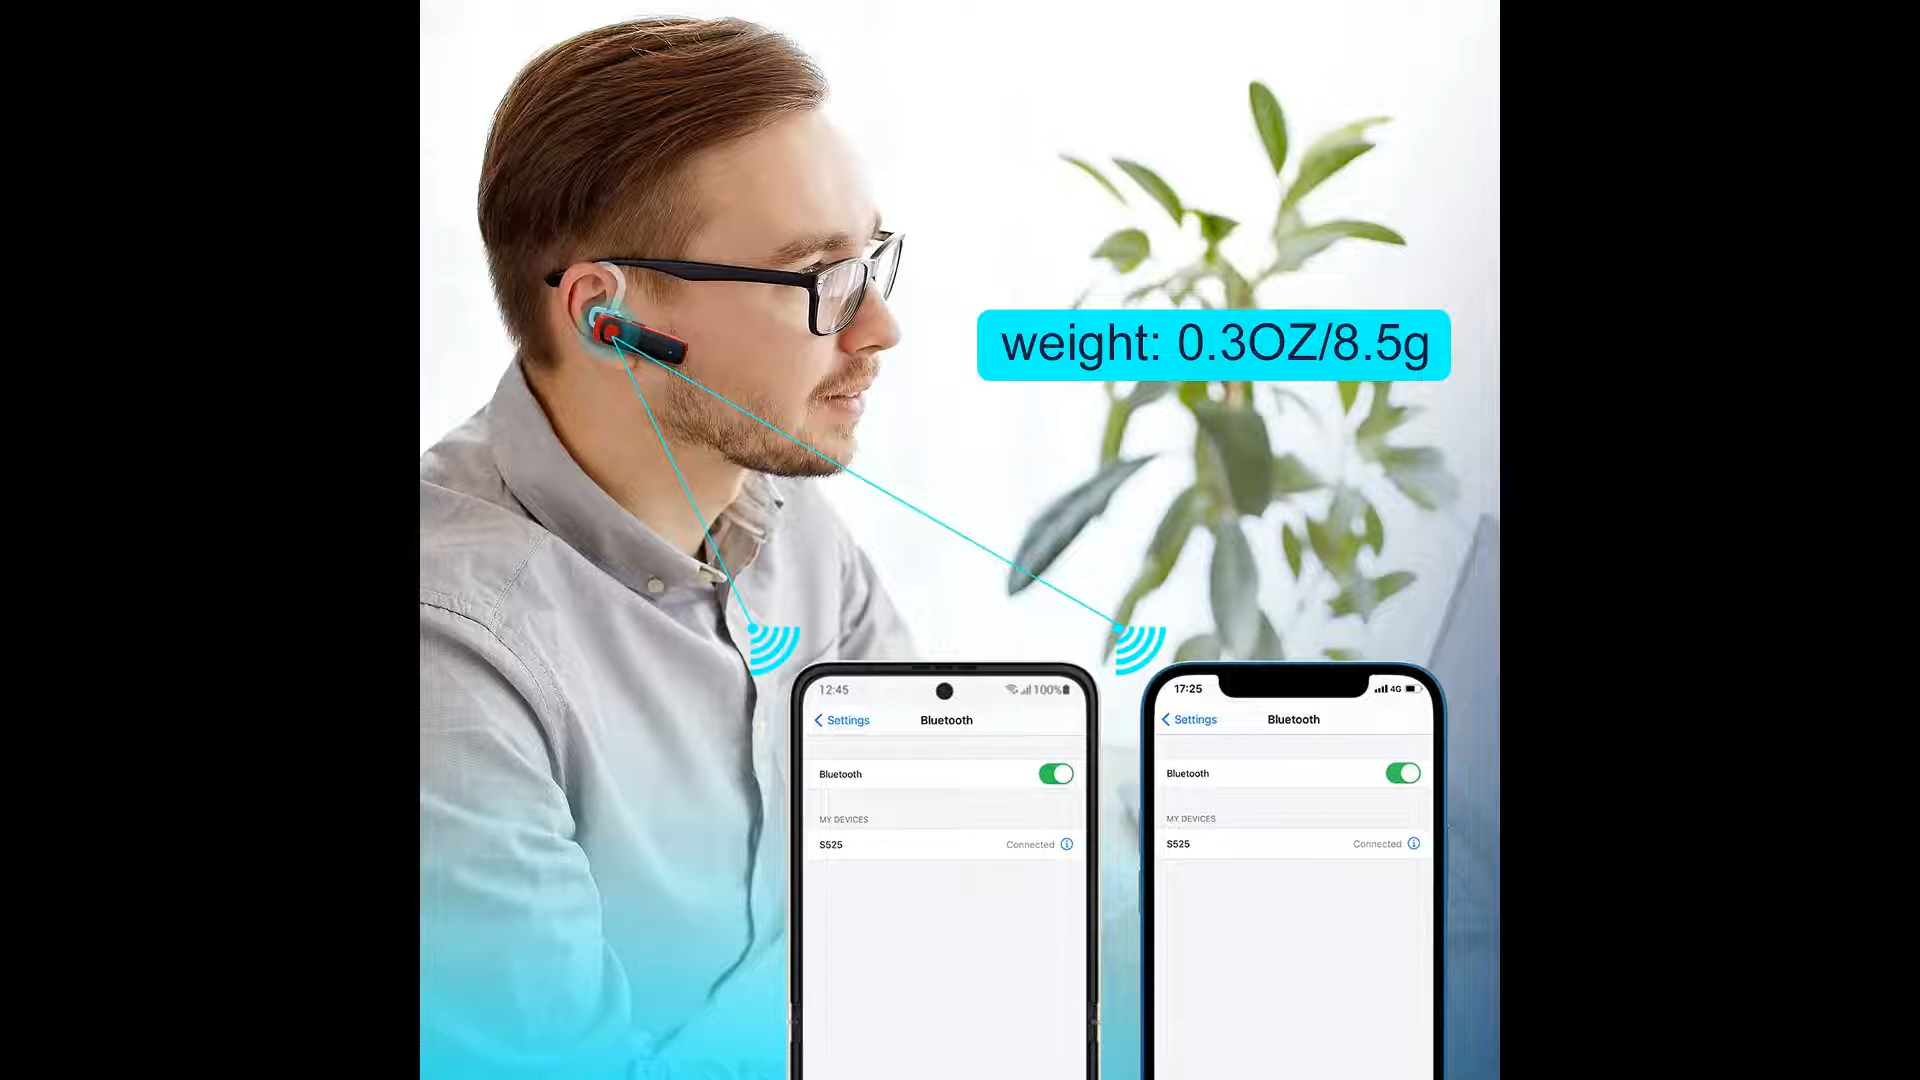 weight: 0.3OZ/8.5g
12:45
100%
Settings
Bluetooth
Bluetooth
MY DEVICES
S525
Connected
17:25
4G
Settings
Bluetooth
Bluetooth
MY DEVICES
S525
Connected